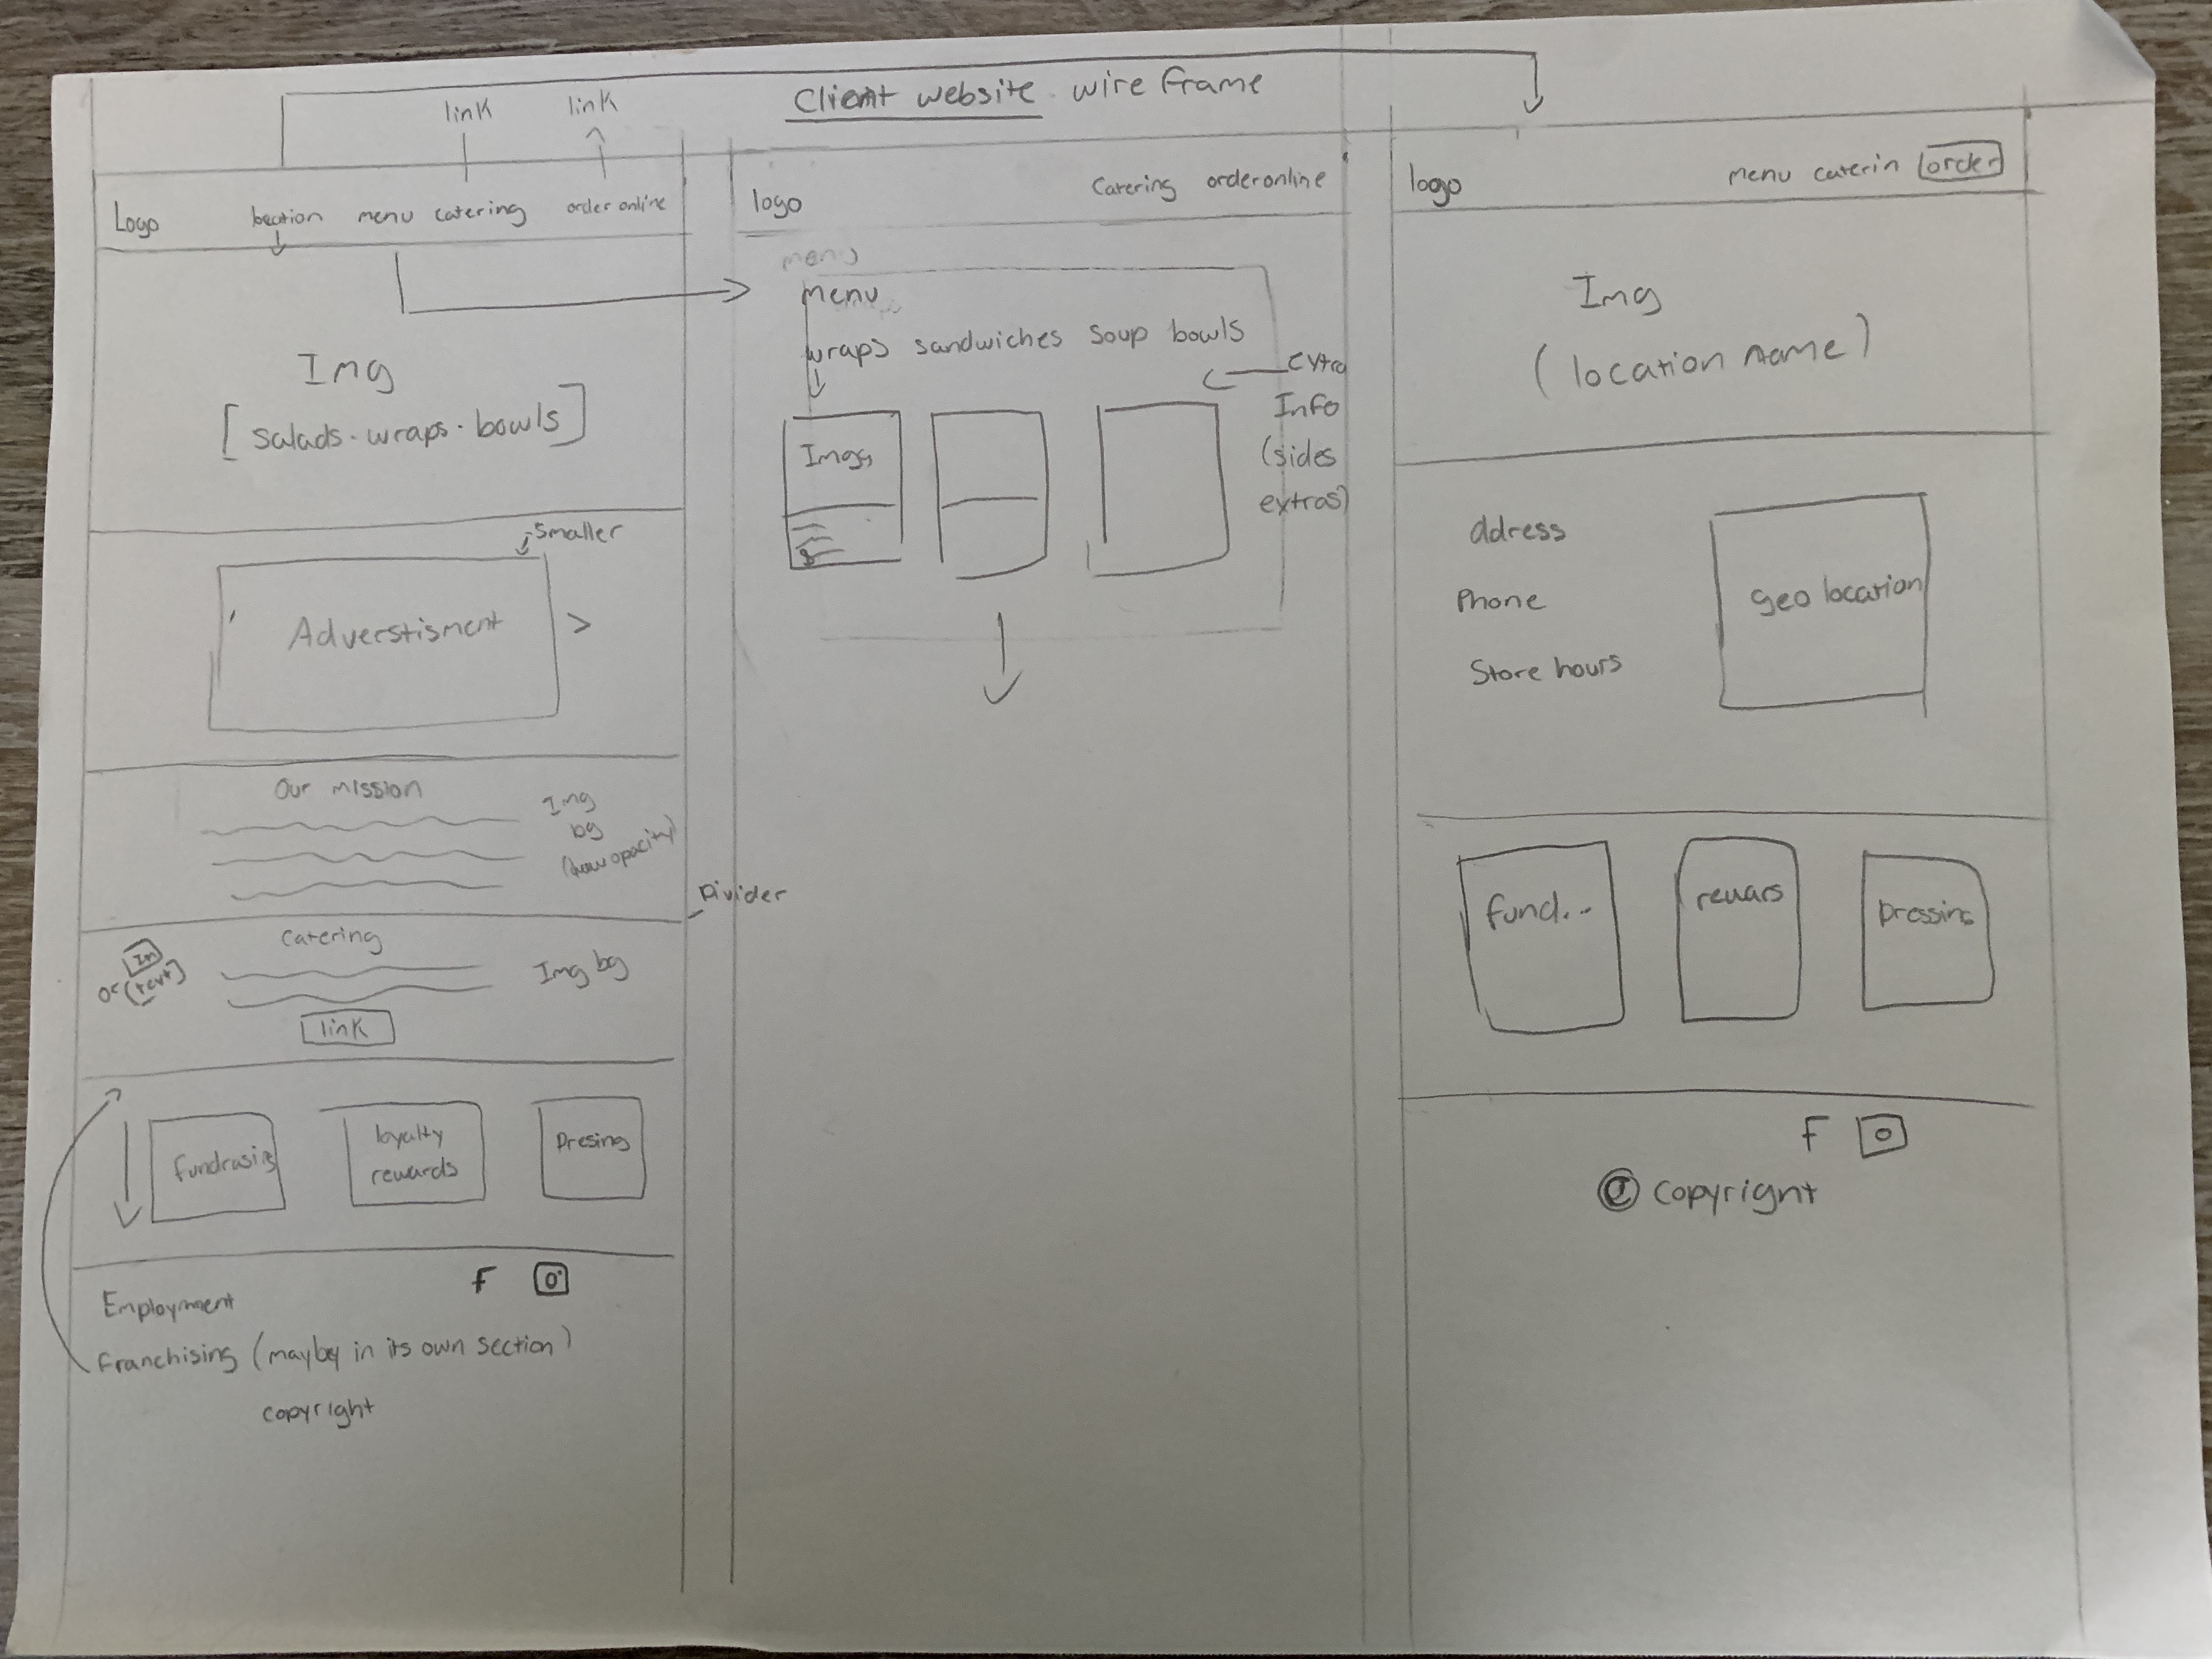 Client website wire frame
link
link
Logo
location menu catering order online
Img
[salads · wraps · bowls]
smaller
Adverstisment >
Our mission
Img
bg
(low opacity)
Divider
Catering
Img bg
or (text)
link
fundrasing
loyalty
rewards
Dresing
F
Employment
Franchising (maybey in its own section)
copyright
logo
Catering orderonline
menu
menu
wraps sandwiches soup bowls
extra
Info
(sides
extras)
Imgs
$
logo
menu caterin order
Img
(location name)
address
Phone
Store hours
geo location
fund...
rewars
Dressing
F
© copyright